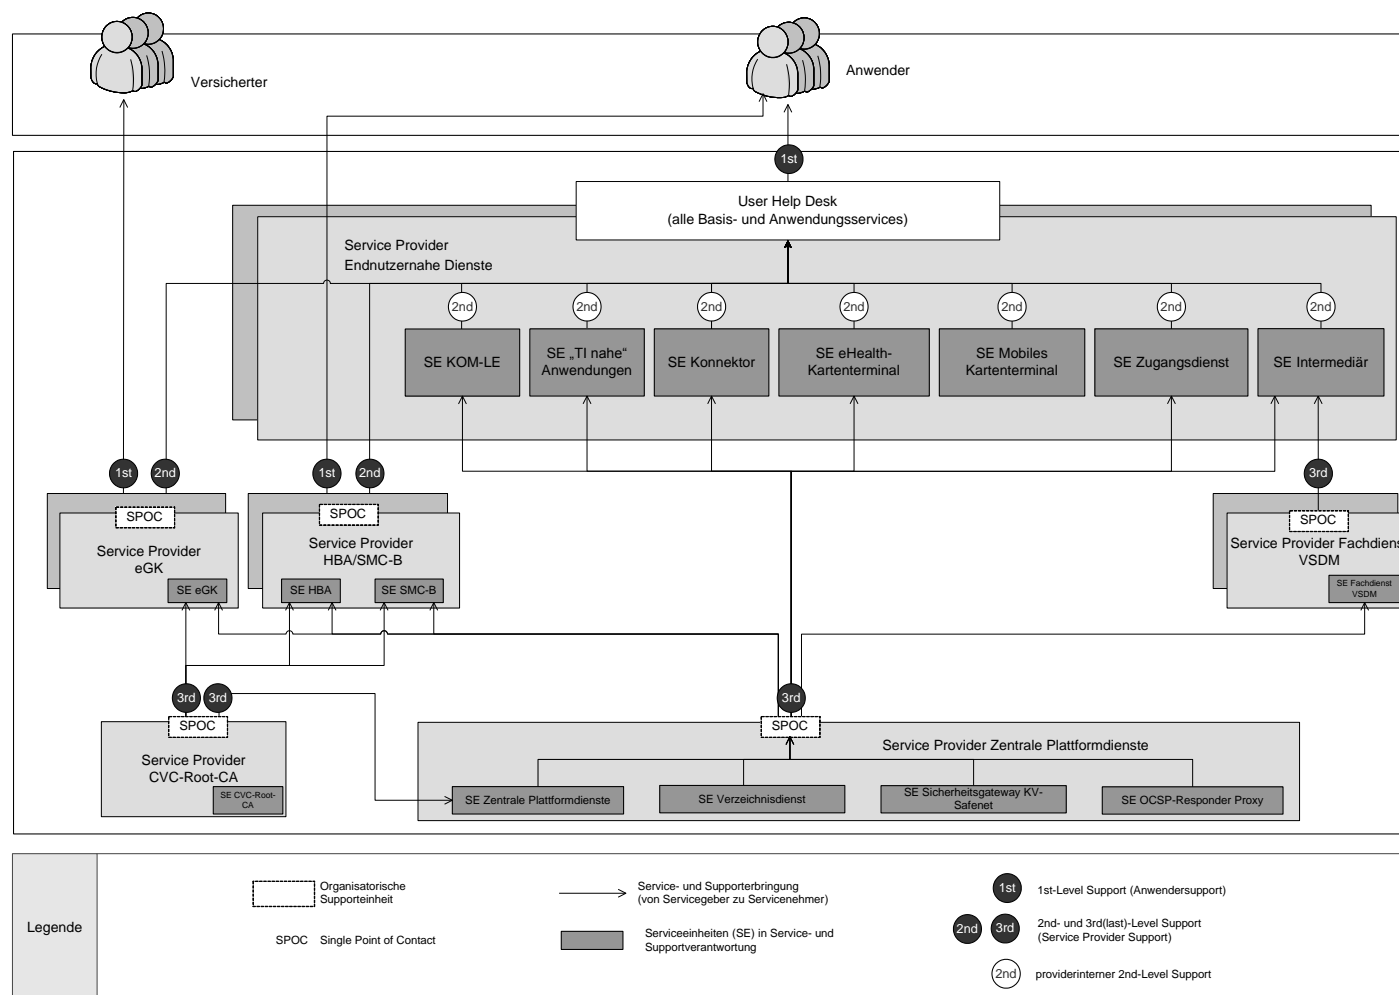 Versicherter
Anwender
1st
User Help Desk
(alle Basis- und Anwendungsservices)
Service Provider
Endnutzernahe Dienste
2nd
2nd
2nd
2nd
2nd
2nd
2nd
SE KOM-LE
SE „TI nahe“
Anwendungen
SE Konnektor
SE eHealth-
Kartenterminal
SE Mobiles
Kartenterminal
SE Zugangsdienst
SE Intermediär
1st
2nd
1st
2nd
3rd
SPOC
Service Provider
eGK
SE eGK
SPOC
Service Provider
HBA/SMC-B
SE HBA
SE SMC-B
SPOC
Service Provider Fachdiens
VSDM
SE Fachdienst
VSDM
3rd
3rd
3rd
SPOC
Service Provider
CVC-Root-CA
SE CVC-Root-
CA
SPOC
Service Provider Zentrale Plattformdienste
SE Zentrale Plattformdienste
SE Verzeichnisdienst
SE Sicherheitsgateway KV-
Safenet
SE OCSP-Responder Proxy
Legende
Organisatorische
Supporteinheit
SPOC Single Point of Contact
Service- und Supporterbringung
(von Servicegeber zu Servicenehmer)
Serviceeinheiten (SE) in Service- und
Supportverantwortung
1st
1st-Level Support (Anwendersupport)
2nd
3rd
2nd- und 3rd(last)-Level Support
(Service Provider Support)
2nd
providerinterner 2nd-Level Support